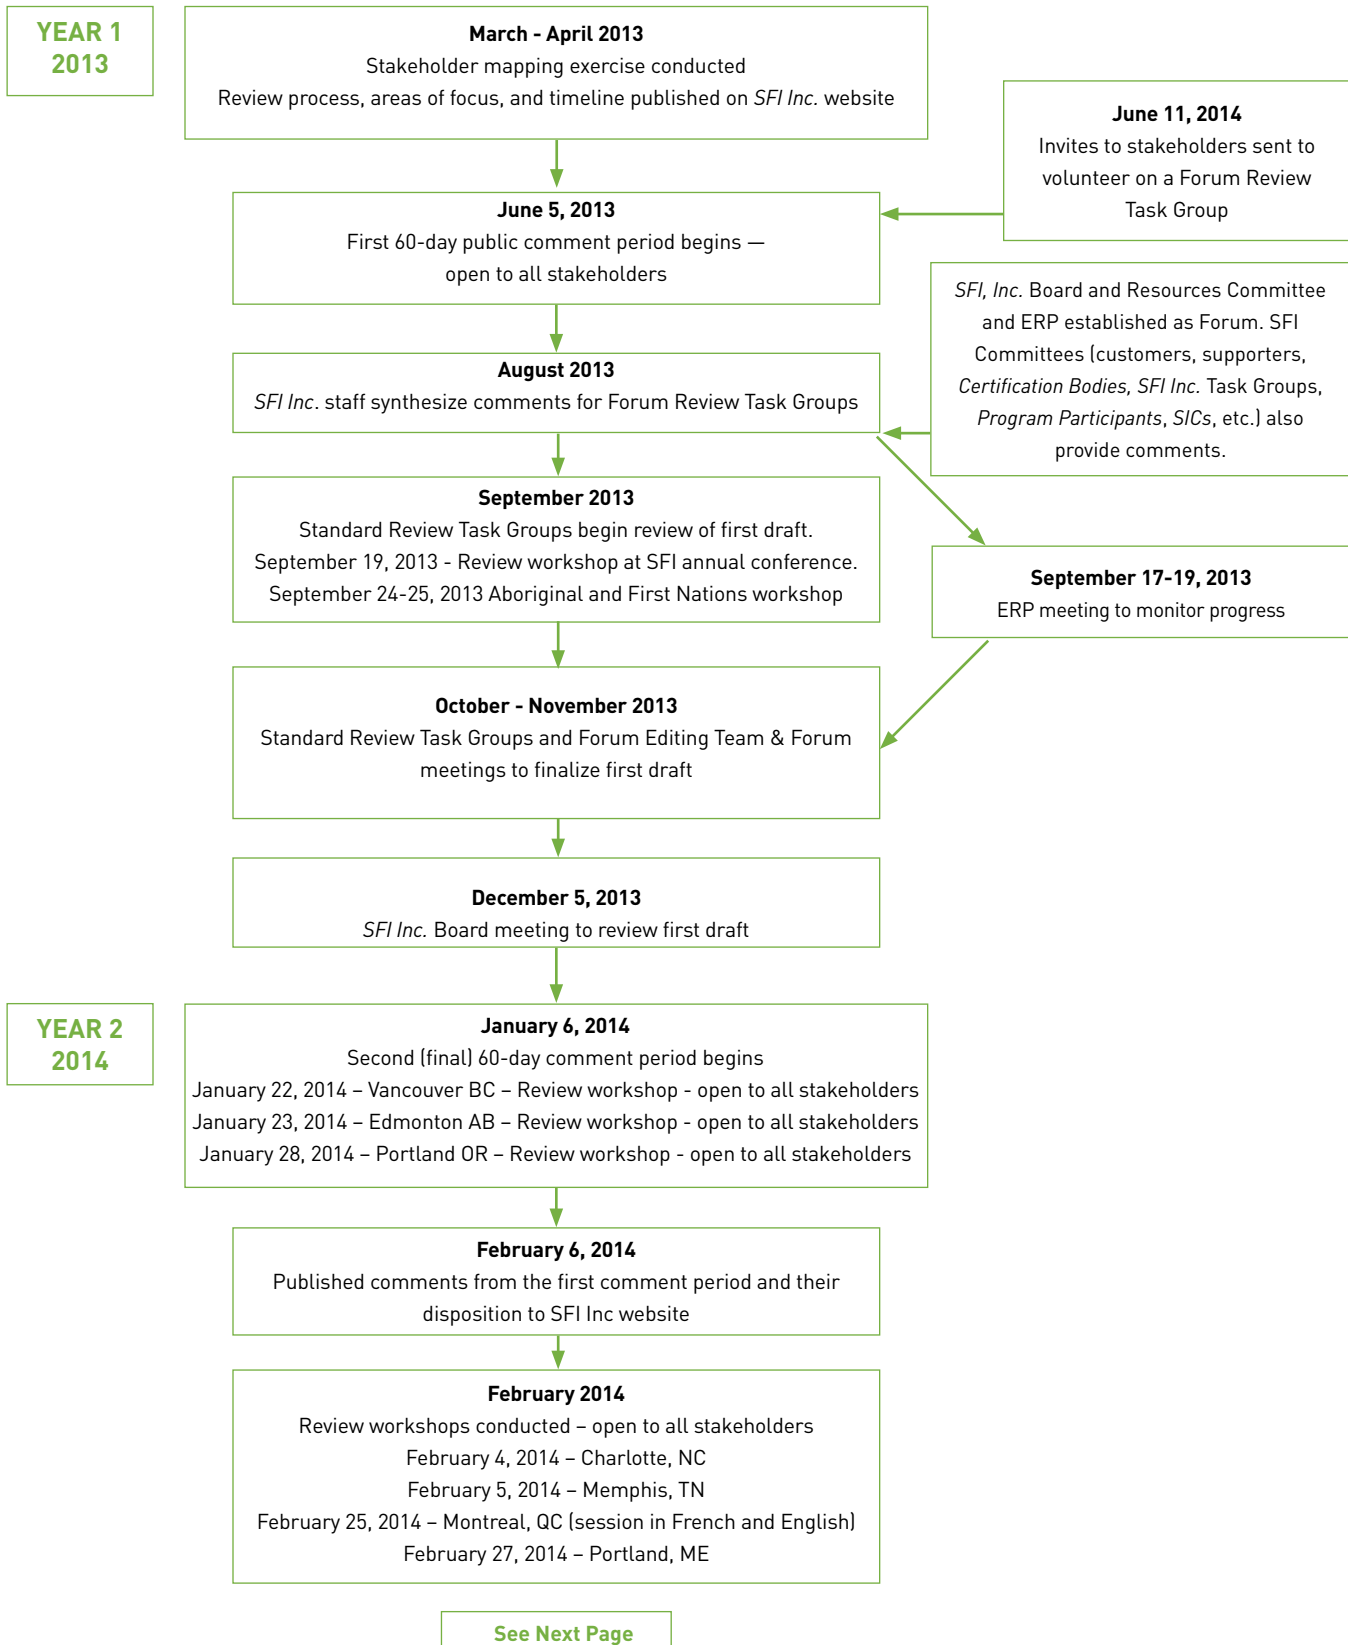 YEAR 1
2013
March - April 2013
Stakeholder mapping exercise conducted
Review process, areas of focus, and timeline published on SFI Inc. website
June 11, 2014
Invites to stakeholders sent to
volunteer on a Forum Review
Task Group
June 5, 2013
First 60-day public comment period begins —
open to all stakeholders
SFI, Inc. Board and Resources Committee
and ERP established as Forum. SFI
Committees (customers, supporters,
Certification Bodies, SFI Inc. Task Groups,
Program Participants, SICs, etc.) also
provide comments.
August 2013
SFI Inc. staff synthesize comments for Forum Review Task Groups
September 2013
Standard Review Task Groups begin review of first draft.
September 19, 2013 - Review workshop at SFI annual conference.
September 24-25, 2013 Aboriginal and First Nations workshop
September 17-19, 2013
ERP meeting to monitor progress
October - November 2013
Standard Review Task Groups and Forum Editing Team & Forum
meetings to finalize first draft
December 5, 2013
SFI Inc. Board meeting to review first draft
YEAR 2
2014
January 6, 2014
Second (final) 60-day comment period begins
January 22, 2014 – Vancouver BC – Review workshop - open to all stakeholders
January 23, 2014 – Edmonton AB – Review workshop - open to all stakeholders
January 28, 2014 – Portland OR – Review workshop - open to all stakeholders
February 6, 2014
Published comments from the first comment period and their
disposition to SFI Inc website
February 2014
Review workshops conducted – open to all stakeholders
February 4, 2014 – Charlotte, NC
February 5, 2014 – Memphis, TN
February 25, 2014 – Montreal, QC (session in French and English)
February 27, 2014 – Portland, ME
See Next Page